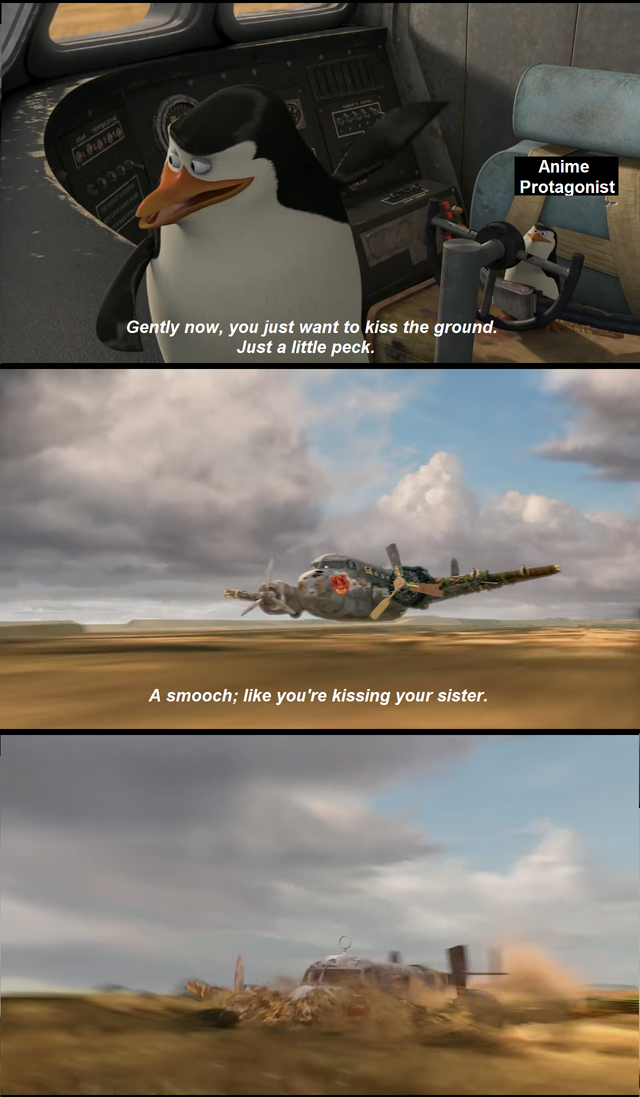 Anime
Protagonist
Gently now, you just want to kiss the ground.
Just a little peck.
A smooch; like you're kissing your sister.